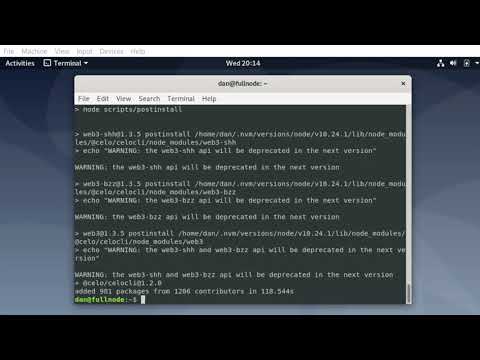 File Machine View Input Devices Help
Activities Terminal Wed 20:14
dan@fullnode: ~
File Edit View Search Terminal Help
> node scripts/postinstall
> web3-shh@1.3.5 postinstall /home/dan/.nvm/versions/node/v10.24.1/lib/node_modu
les/@celo/celocli/node_modules/web3-shh
> echo "WARNING: the web3-shh api will be deprecated in the next version"
WARNING: the web3-shh api will be deprecated in the next version
> web3-bzz@1.3.5 postinstall /home/dan/.nvm/versions/node/v10.24.1/lib/node_modu
les/@celo/celocli/node_modules/web3-bzz
> echo "WARNING: the web3-bzz api will be deprecated in the next version"
WARNING: the web3-bzz api will be deprecated in the next version
> web3@1.3.5 postinstall /home/dan/.nvm/versions/node/v10.24.1/lib/node_modules/
@celo/celocli/node_modules/web3
> echo "WARNING: the web3-shh and web3-bzz api will be deprecated in the next ve
rsion"
WARNING: the web3-shh and web3-bzz api will be deprecated in the next version
+ @celo/celocli@1.2.0
added 981 packages from 1206 contributors in 118.544s
dan@fullnode:~$